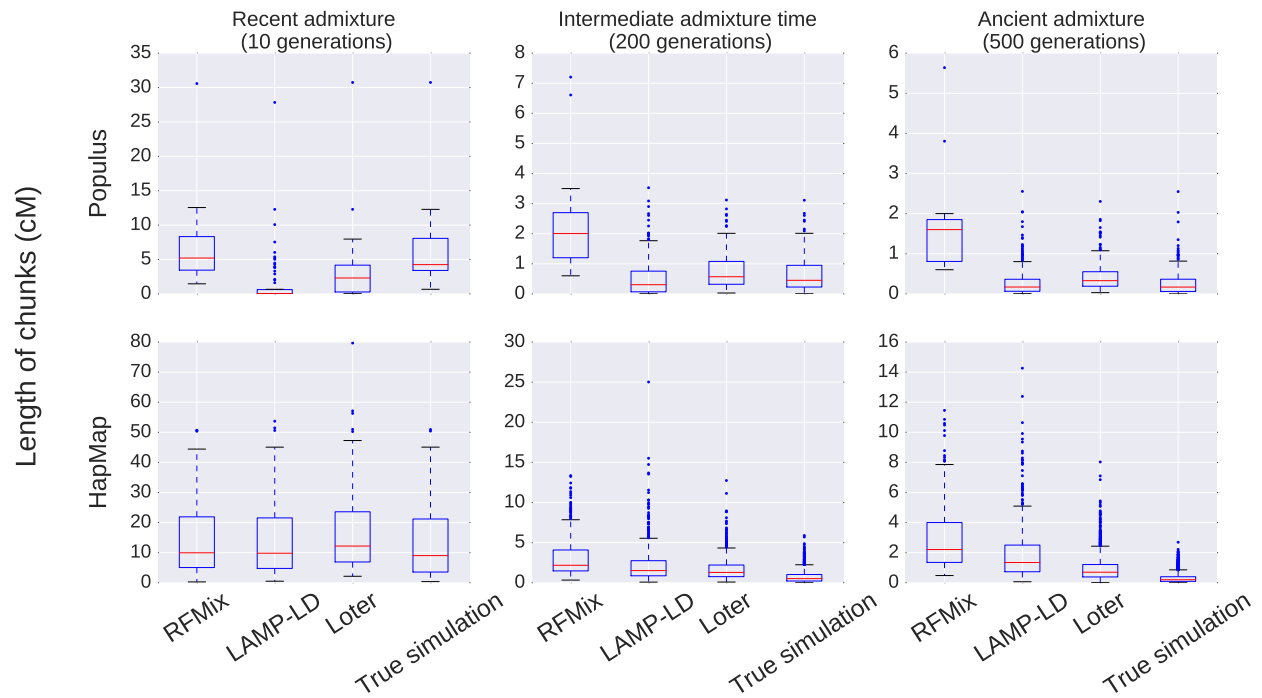 Recent admixture
(10 generations)
Intermediate admixture time
(200 generations)
Ancient admixture
(500 generations)
Length of chunks (cM)
Populus
35
30
25
20
15
10
5
0
8
7
6
5
4
3
2
1
0
6
5
4
3
2
1
0
HapMap
80
70
60
50
40
30
20
10
0
30
25
20
15
10
5
0
16
14
12
10
8
6
4
2
0
RFMix
LAMP-LD
Loter
True simulation
RFMix
LAMP-LD
Loter
True simulation
RFMix
LAMP-LD
Loter
True simulation